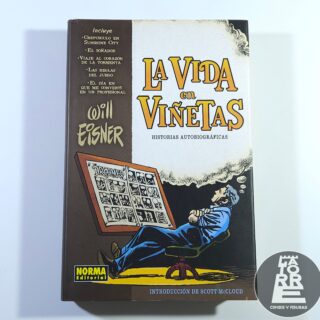 Incluye
•CREPÚSCULO EN
SUNSHINE CITY
•EL SOÑADOR
•VIAJE AL CORAZÓN
DE LA TORMENTA
•LAS REGLAS
DEL JUEGO
•EL DÍA EN
QUE ME CONVERTÍ
EN UN PROFESIONAL
Will
EISNER
LA VIDA
en
VIÑETAS
HISTORIAS AUTOBIOGRÁFICAS
NORMA
Editorial
INTRODUCCIÓN DE SCOTT McCLOUD
LA
TORRE
COMICS Y FIGURAS